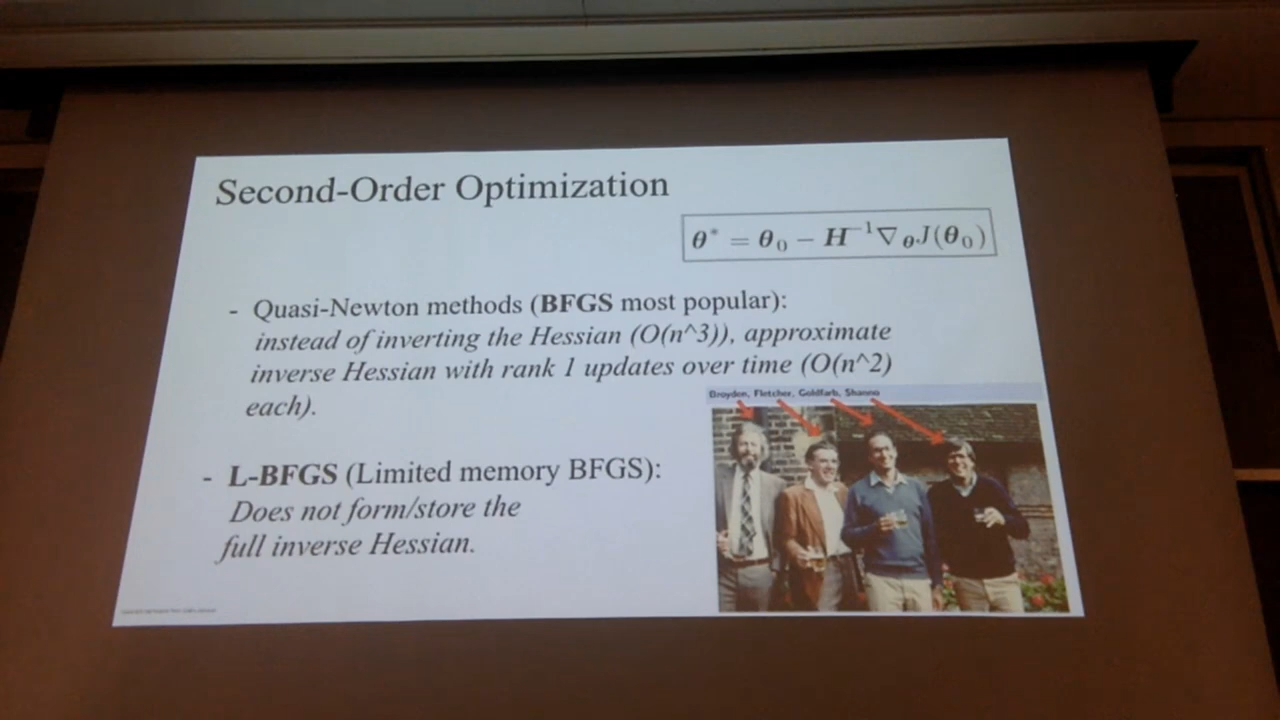 Second-Order Optimization
θ* = θ₀ − H⁻¹∇_θJ(θ₀)
- Quasi-Newton methods (BFGS most popular):
instead of inverting the Hessian (O(n^3)), approximate
inverse Hessian with rank 1 updates over time (O(n^2)
each).
Broyden, Fletcher, Goldfarb, Shanno
- L-BFGS (Limited memory BFGS):
Does not form/store the
full inverse Hessian.